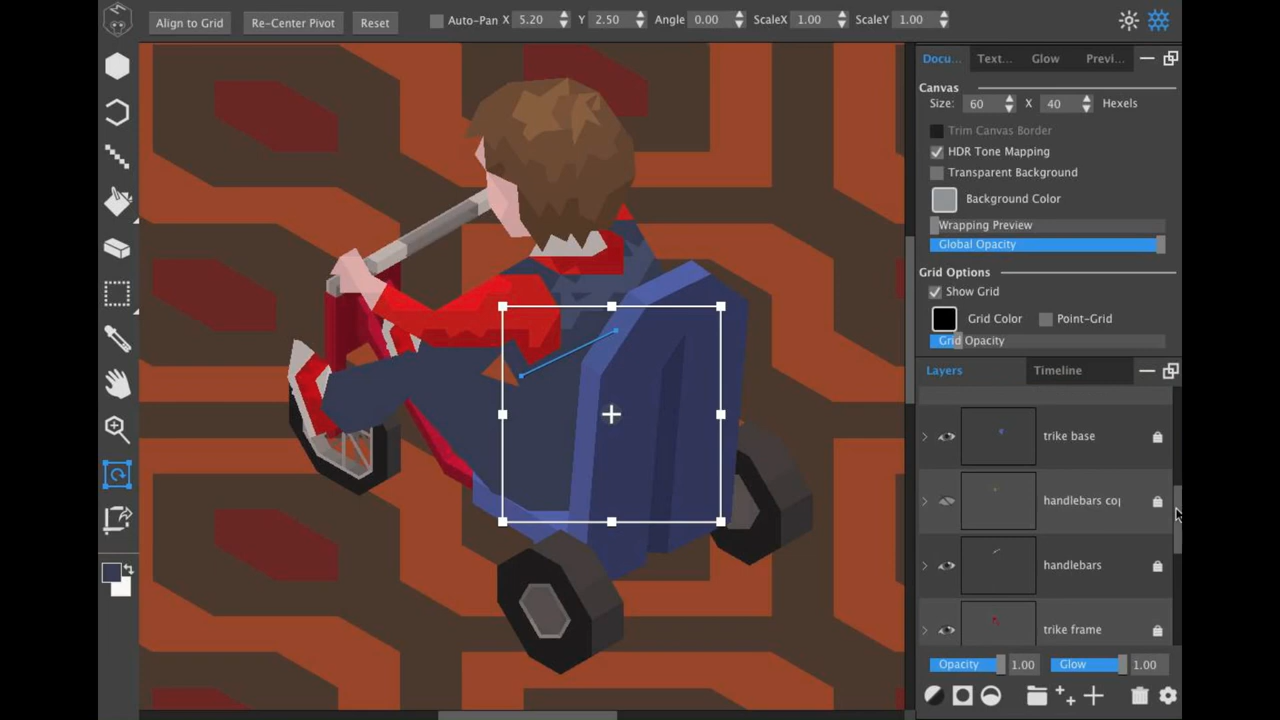 Align to Grid Re-Center Pivot Reset Auto-Pan X 5.20 Y 2.50 Angle 0.00 ScaleX 1.00 ScaleY 1.00
Docu... Text... Glow Previ...
Canvas
Size: 60 X 40 Hexels
Trim Canvas Border
HDR Tone Mapping
Transparent Background
Background Color
Wrapping Preview
Global Opacity
Grid Options
Show Grid
Grid Color Point-Grid
Grid Opacity
Layers Timeline
trike base
handlebars co
handlebars
trike frame
Opacity 1.00 Glow 1.00